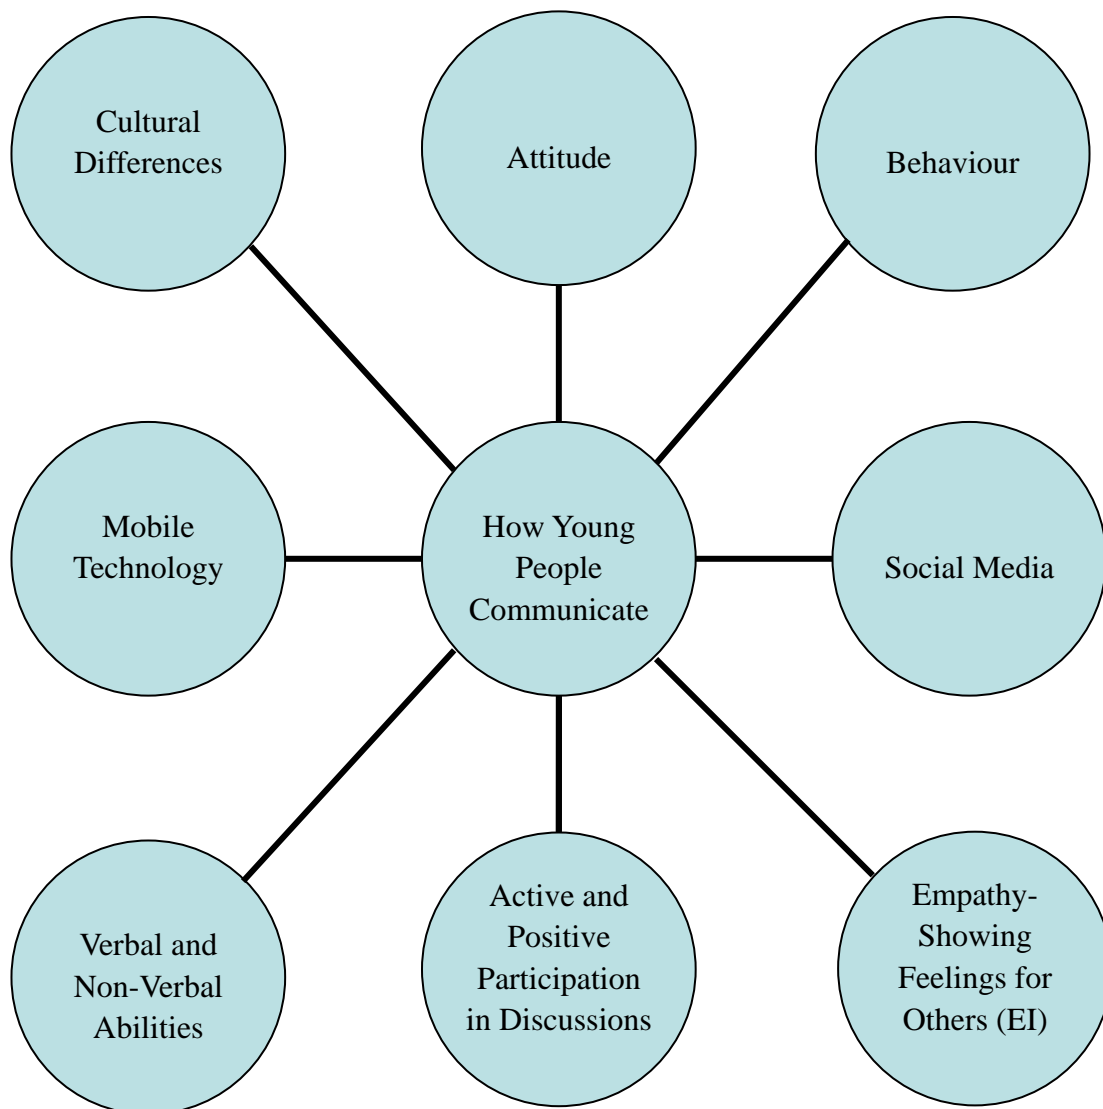 Cultural
Differences
Attitude
Behaviour
Mobile
Technology
How Young
People
Communicate
Social Media
Verbal and
Non-Verbal
Abilities
Active and
Positive
Participation
in Discussions
Empathy-
Showing
Feelings for
Others (EI)